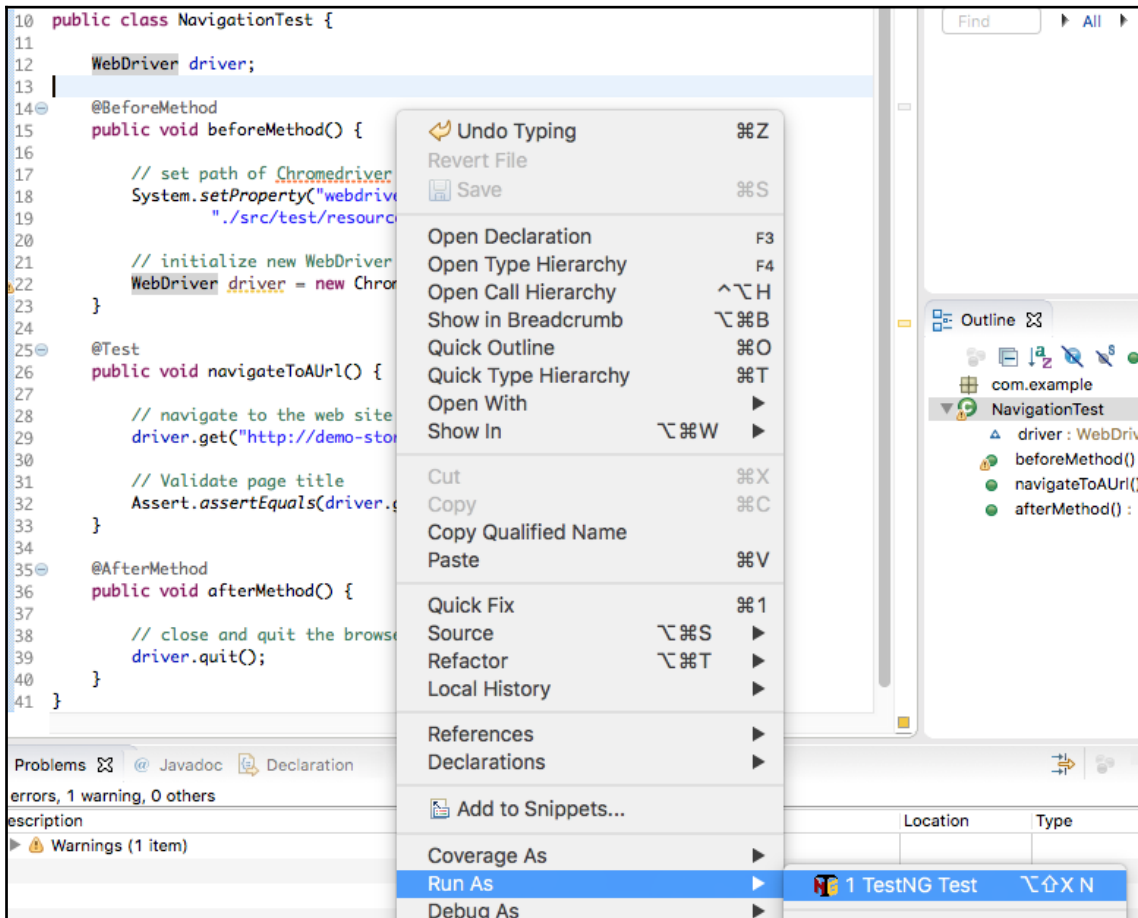 10 public class NavigationTest {
11
12 WebDriver driver;
13
14 @BeforeMethod
15 public void beforeMethod() {
16
17 // set path of Chromedriver
18 System.setProperty("webdrive
19 "./src/test/resourc
20
21 // initialize new WebDriver
22 WebDriver driver = new Chrom
23 }
24
25 @Test
26 public void navigateToAUrl() {
27
28 // navigate to the web site
29 driver.get("http://demo-stor
30
31 // Validate page title
32 Assert.assertEquals(driver.g
33 }
34
35 @AfterMethod
36 public void afterMethod() {
37
38 // close and quit the browse
39 driver.quit();
40 }
41 }
Undo Typing ⌘Z
Revert File
Save ⌘S
Open Declaration F3
Open Type Hierarchy F4
Open Call Hierarchy ^⌥H
Show in Breadcrumb ⌥⌘B
Quick Outline ⌘O
Quick Type Hierarchy ⌘T
Open With
Show In ⌥⌘W
Cut ⌘X
Copy ⌘C
Copy Qualified Name
Paste ⌘V
Quick Fix ⌘1
Source ⌥⌘S
Refactor ⌥⌘T
Local History
References
Declarations
Add to Snippets...
Coverage As
Run As
Debug As
1 TestNG Test ⌥⇧X N
Find All
Outline
com.example
NavigationTest
driver : WebDriv
beforeMethod()
navigateToAUrl()
afterMethod() :
Problems @ Javadoc Declaration
errors, 1 warning, 0 others
escription Location Type
Warnings (1 item)